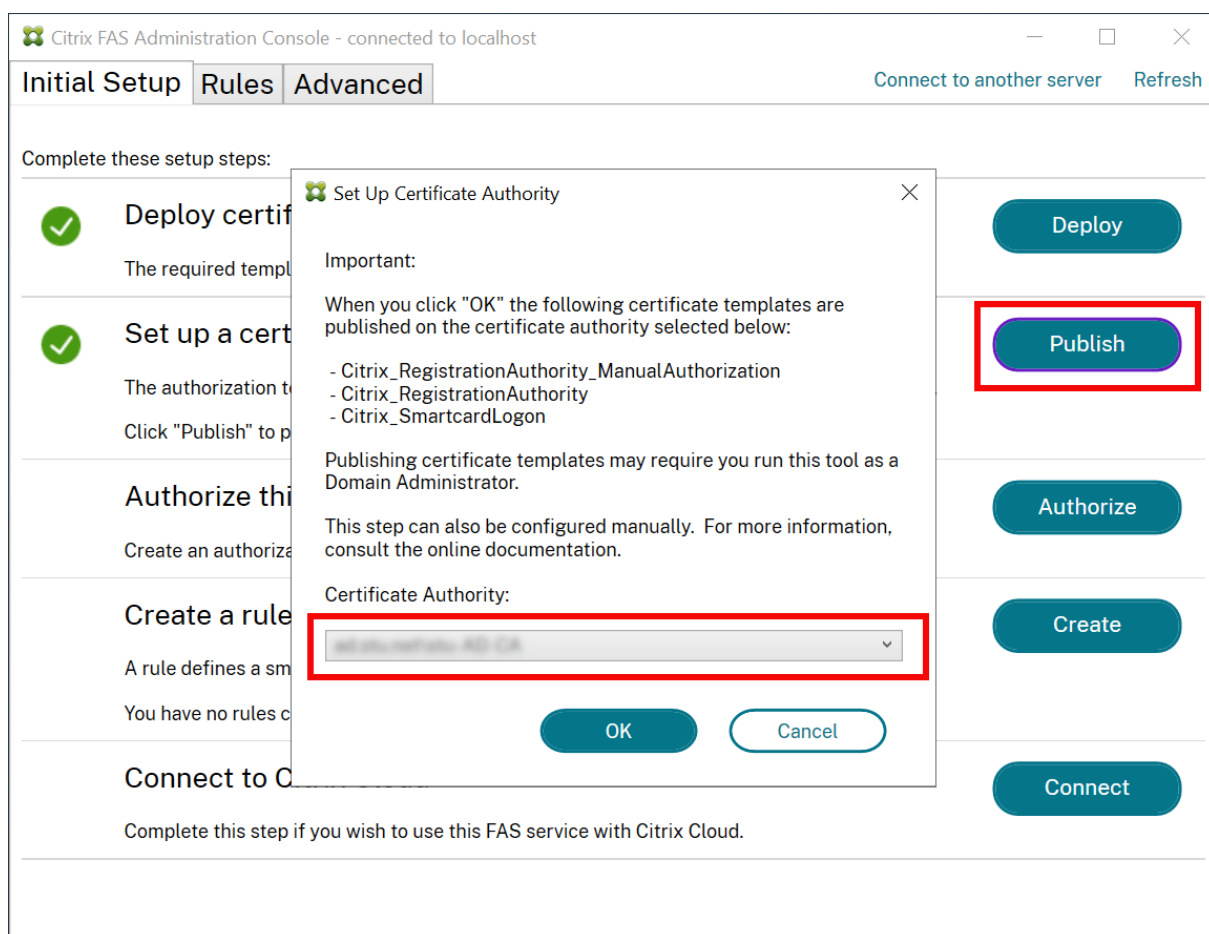 Citrix FAS Administration Console - connected to localhost
Initial Setup Rules Advanced
Connect to another server Refresh
Complete these setup steps:
Deploy certif
The required templ
Deploy
Set up a cert
The authorization t
Click "Publish" to p
Publish
Authorize thi
Create an authoriza
Authorize
Create a rule
A rule defines a sm
You have no rules c
Create
Connect to C
Complete this step if you wish to use this FAS service with Citrix Cloud.
Connect
Set Up Certificate Authority
Important:
When you click "OK" the following certificate templates are
published on the certificate authority selected below:
- Citrix_RegistrationAuthority_ManualAuthorization
- Citrix_RegistrationAuthority
- Citrix_SmartcardLogon
Publishing certificate templates may require you run this tool as a
Domain Administrator.
This step can also be configured manually. For more information,
consult the online documentation.
Certificate Authority:
OK
Cancel